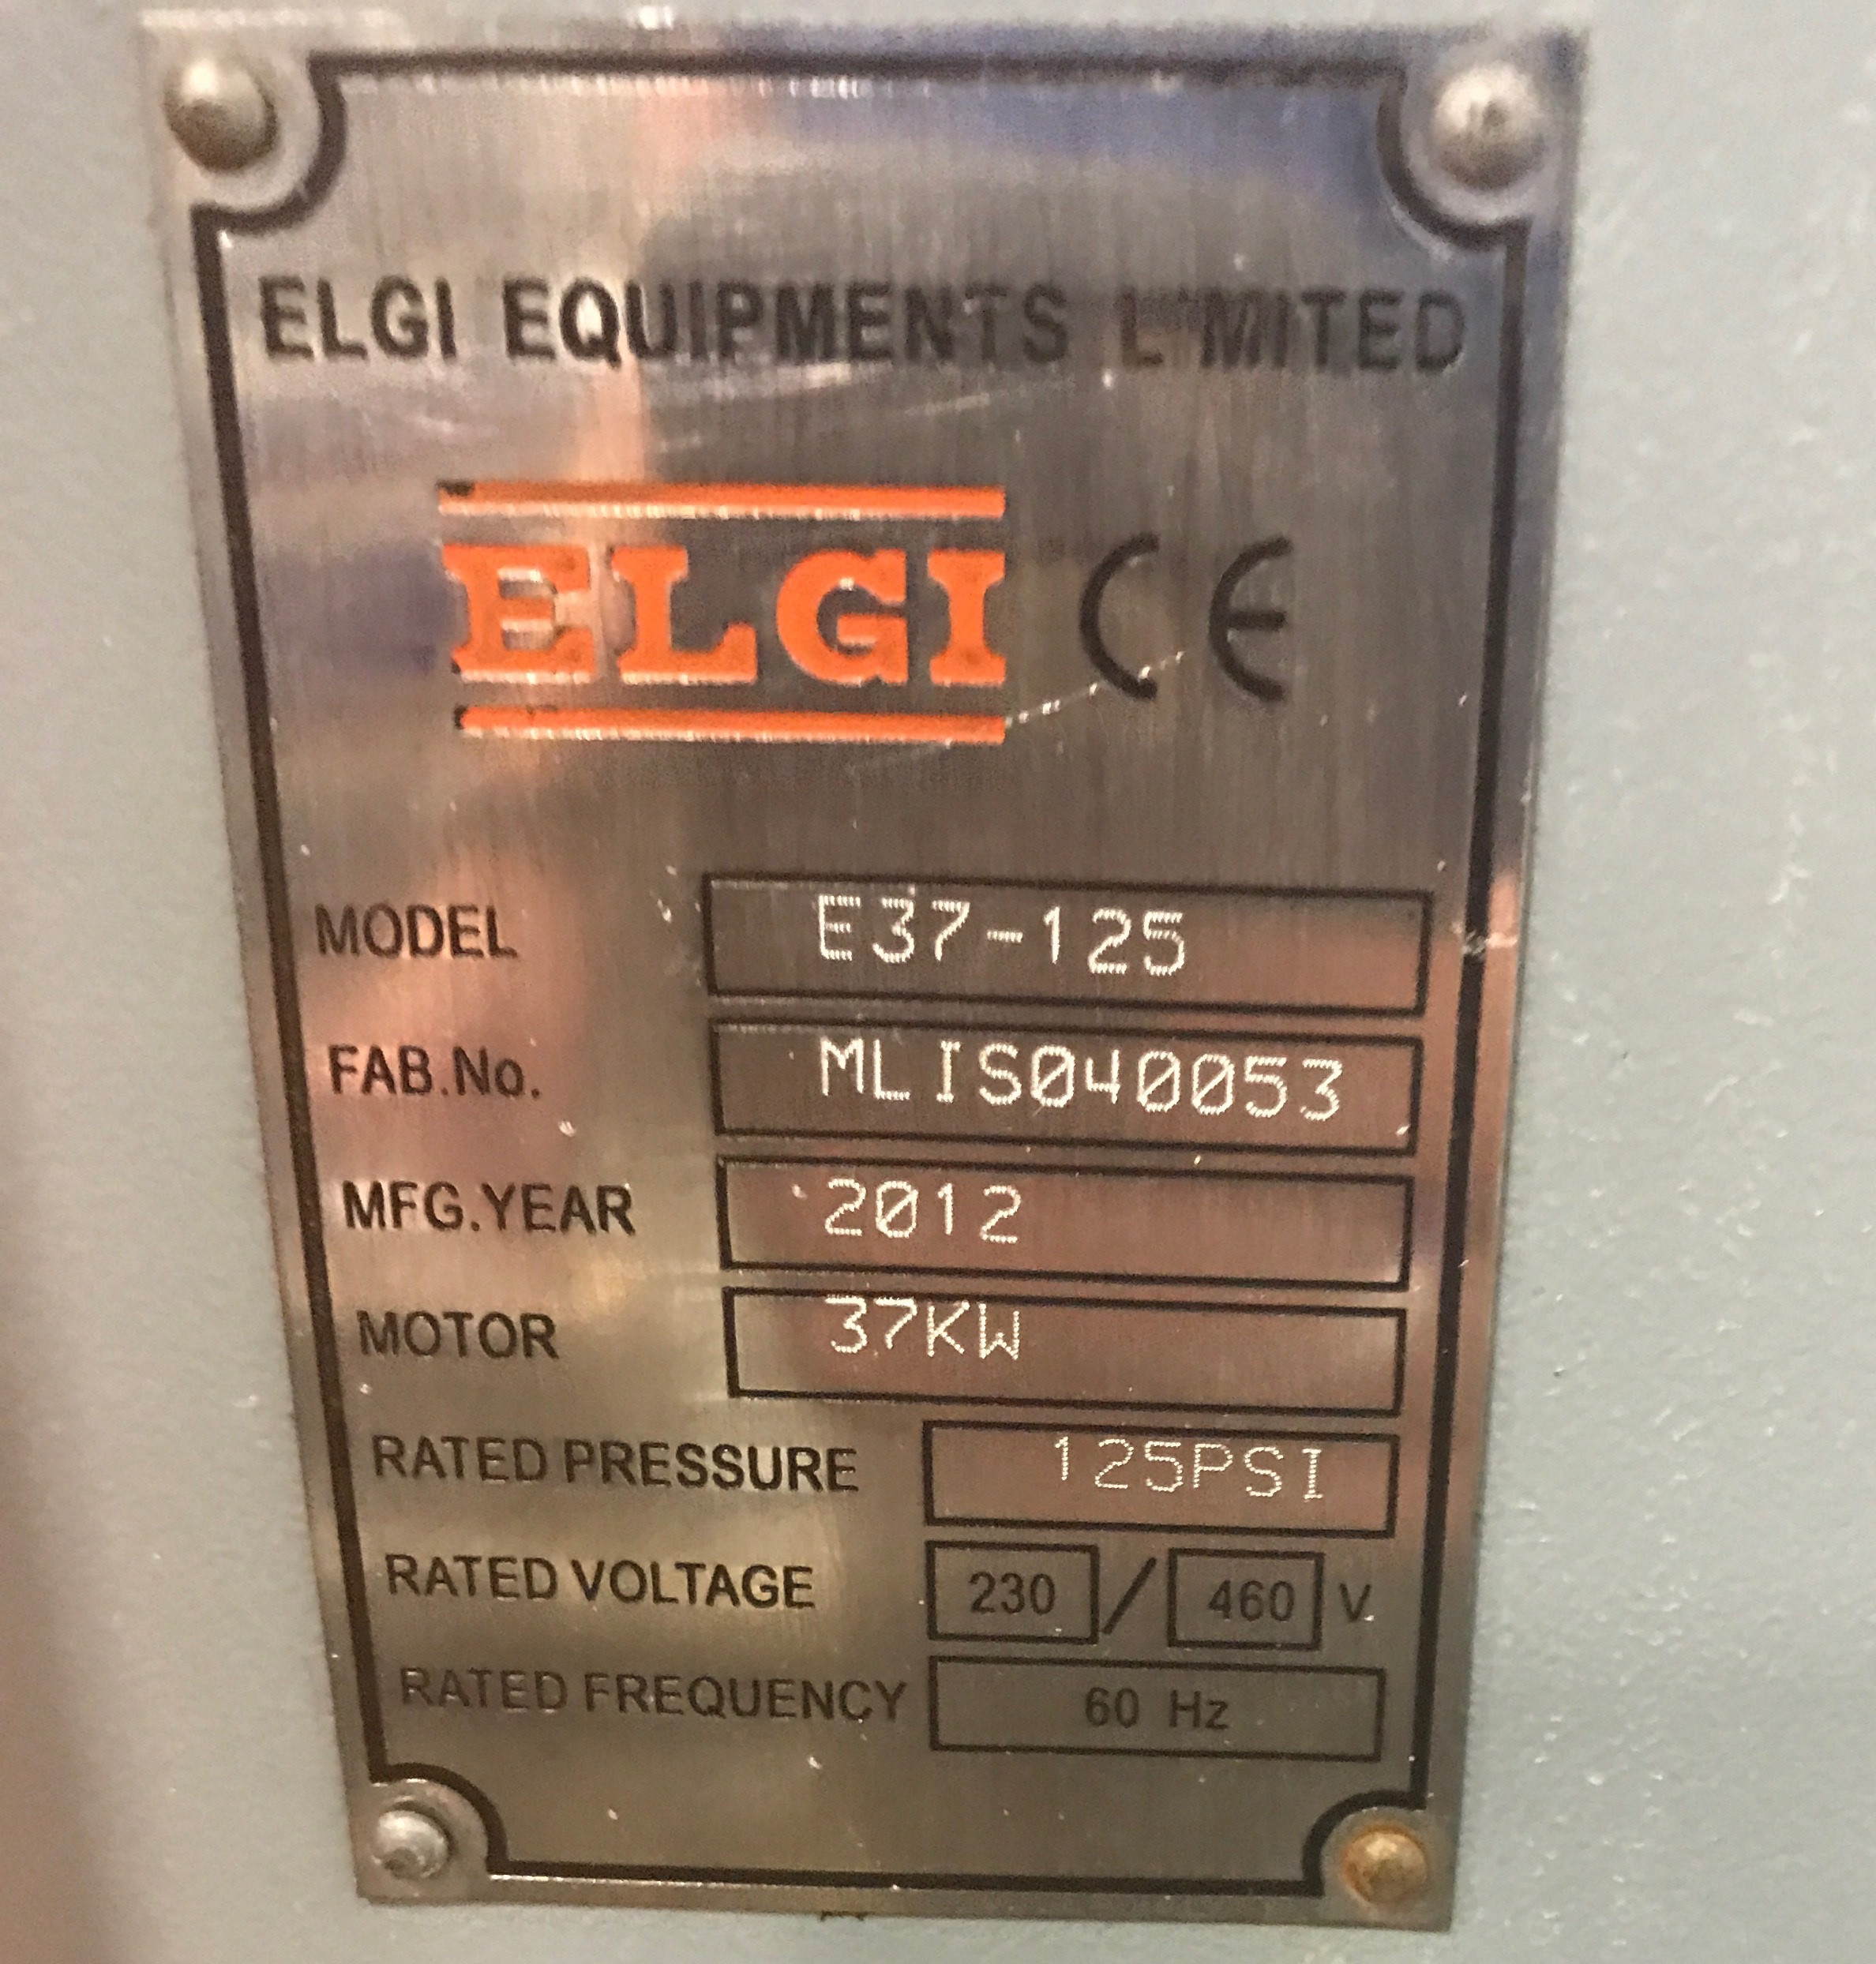 ELGI EQUIPMENTS LIMITED
ELGI CE
MODEL E37-125
FAB.No. MLIS040053
MFG.YEAR 2012
MOTOR 37KW
RATED PRESSURE 125PSI
RATED VOLTAGE 230 / 460 V
RATED FREQUENCY 60 Hz